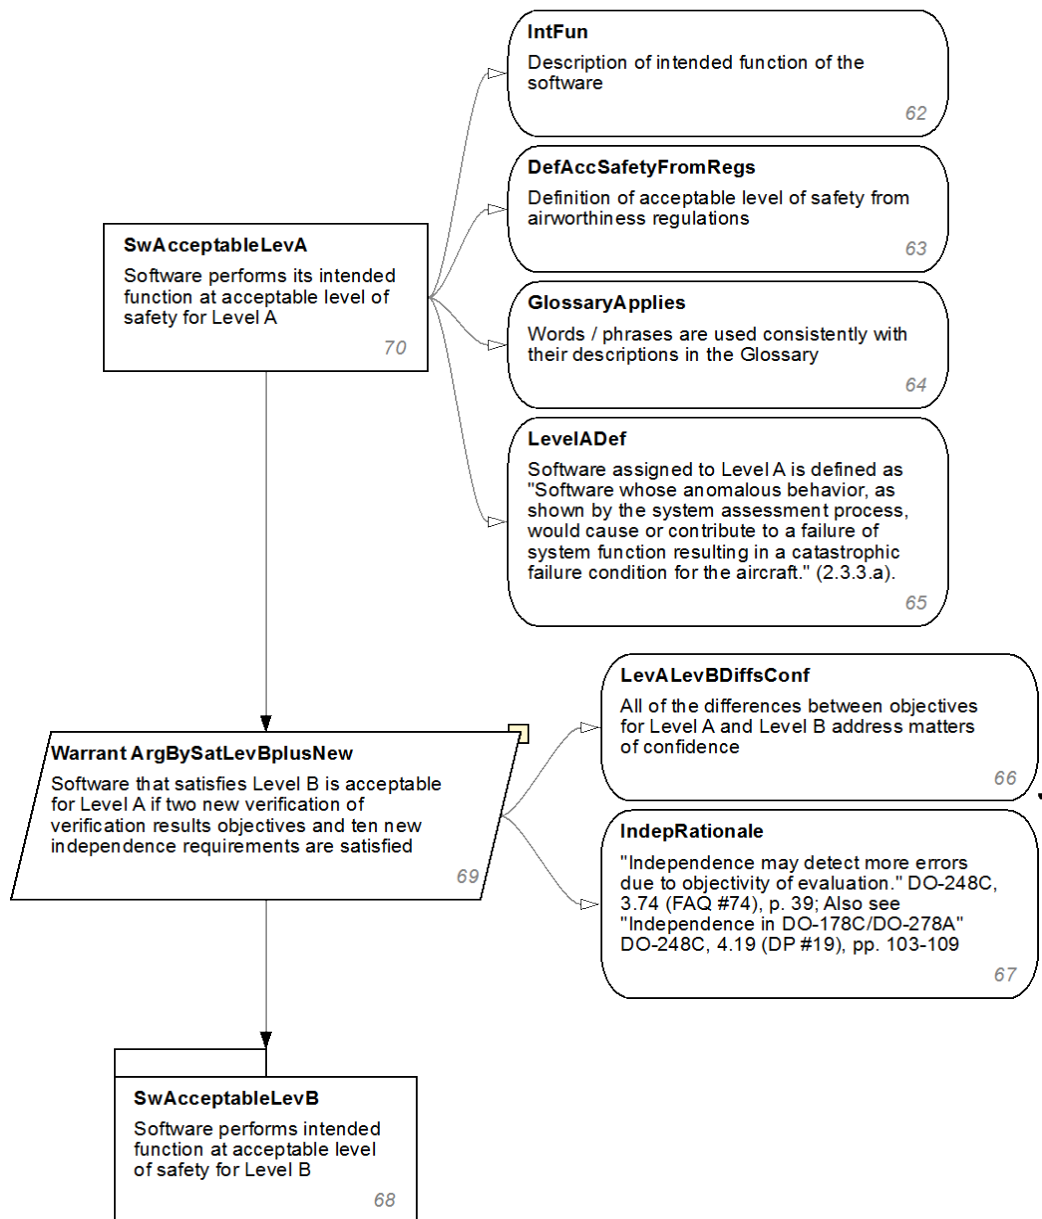 IntFun
Description of intended function of the
software
62
DefAccSafetyFromRegs
Definition of acceptable level of safety from
airworthiness regulations
63
SwAcceptableLevA
Software performs its intended
function at acceptable level of
safety for Level A
70
GlossaryApplies
Words / phrases are used consistently with
their descriptions in the Glossary
64
LevelADef
Software assigned to Level A is defined as
"Software whose anomalous behavior, as
shown by the system assessment process,
would cause or contribute to a failure of
system function resulting in a catastrophic
failure condition for the aircraft." (2.3.3.a).
65
Warrant ArgBySatLevBplusNew
Software that satisfies Level B is acceptable
for Level A if two new verification of
verification results objectives and ten new
independence requirements are satisfied
69
LevALevBDiffsConf
All of the differences between objectives
for Level A and Level B address matters
of confidence
66
IndepRationale
"Independence may detect more errors
due to objectivity of evaluation." DO-248C,
3.74 (FAQ #74), p. 39; Also see
"Independence in DO-178C/DO-278A"
DO-248C, 4.19 (DP #19), pp. 103-109
67
SwAcceptableLevB
Software performs intended
function at acceptable level
of safety for Level B
68